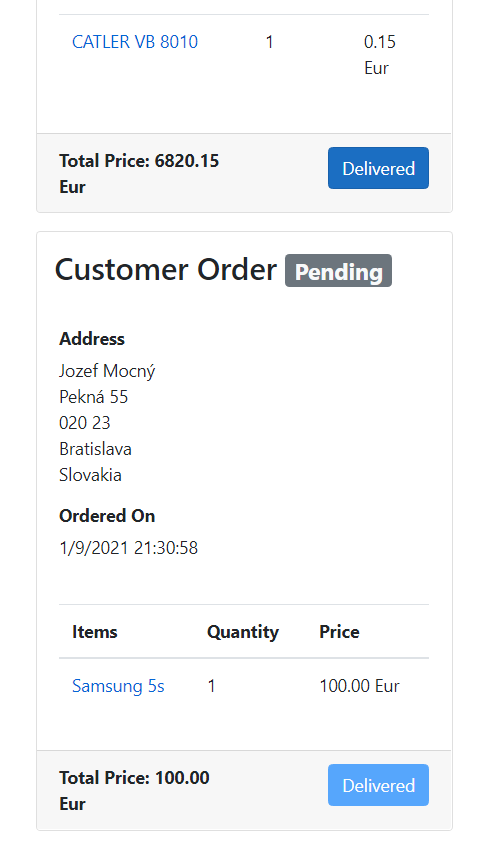 CATLER VB 8010 1 0.15
Eur
Total Price: 6820.15
Eur
Delivered
Customer Order Pending
Address
Jozef Mocný
Pekná 55
020 23
Bratislava
Slovakia
Ordered On
1/9/2021 21:30:58
Items Quantity Price
Samsung 5s 1 100.00 Eur
Total Price: 100.00
Eur
Delivered